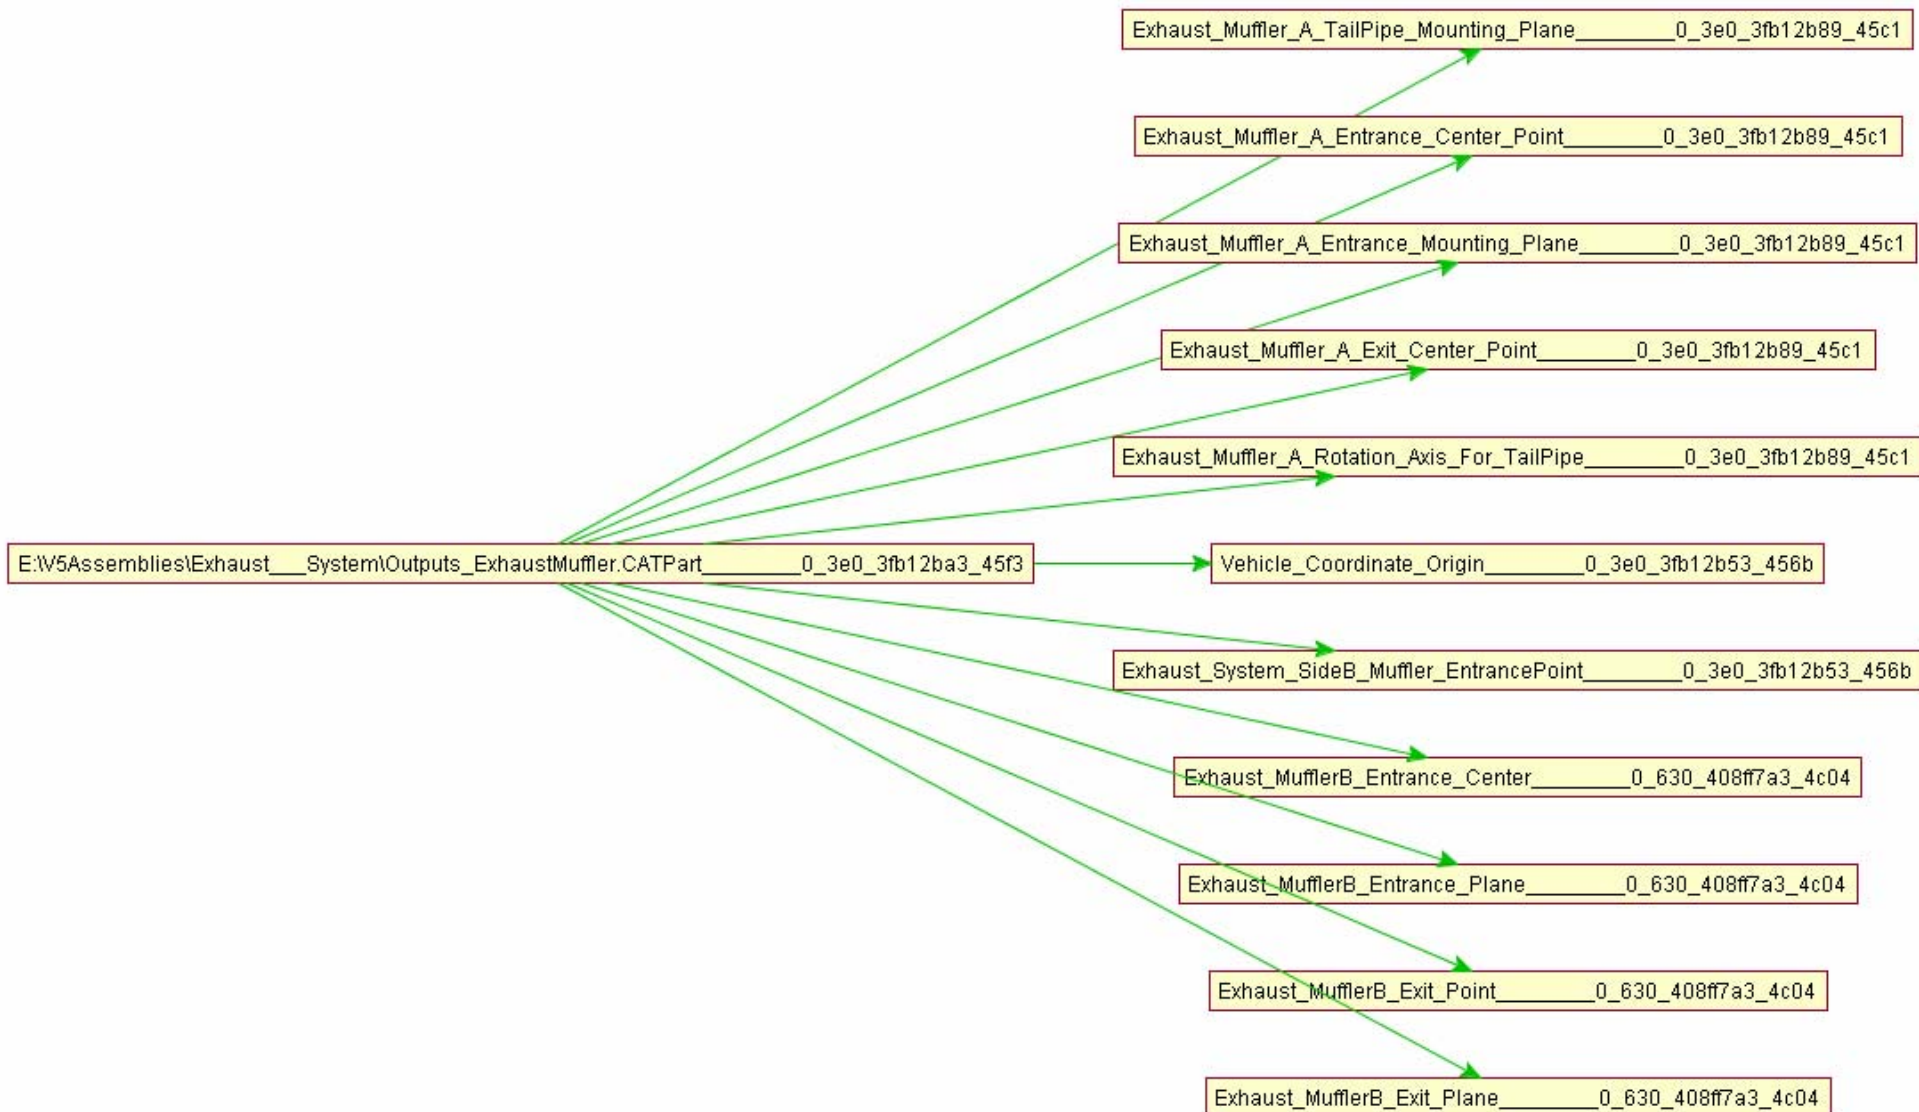 Exhaust_Muffler_A_TailPipe_Mounting_Plane________0_3e0_3fb12b89_45c1
Exhaust_Muffler_A_Entrance_Center_Point________0_3e0_3fb12b89_45c1
Exhaust_Muffler_A_Entrance_Mounting_Plane________0_3e0_3fb12b89_45c1
Exhaust_Muffler_A_Exit_Center_Point________0_3e0_3fb12b89_45c1
Exhaust_Muffler_A_Rotation_Axis_For_TailPipe________0_3e0_3fb12b89_45c1
E:\V5Assemblies\Exhaust___System\Outputs_ExhaustMuffler.CATPart________0_3e0_3fb12ba3_45f3
Vehicle_Coordinate_Origin________0_3e0_3fb12b53_456b
Exhaust_System_SideB_Muffler_EntrancePoint________0_3e0_3fb12b53_456b
Exhaust_MufflerB_Entrance_Center________0_630_408ff7a3_4c04
Exhaust_MufflerB_Entrance_Plane________0_630_408ff7a3_4c04
Exhaust_MufflerB_Exit_Point________0_630_408ff7a3_4c04
Exhaust_MufflerB_Exit_Plane________0_630_408ff7a3_4c04